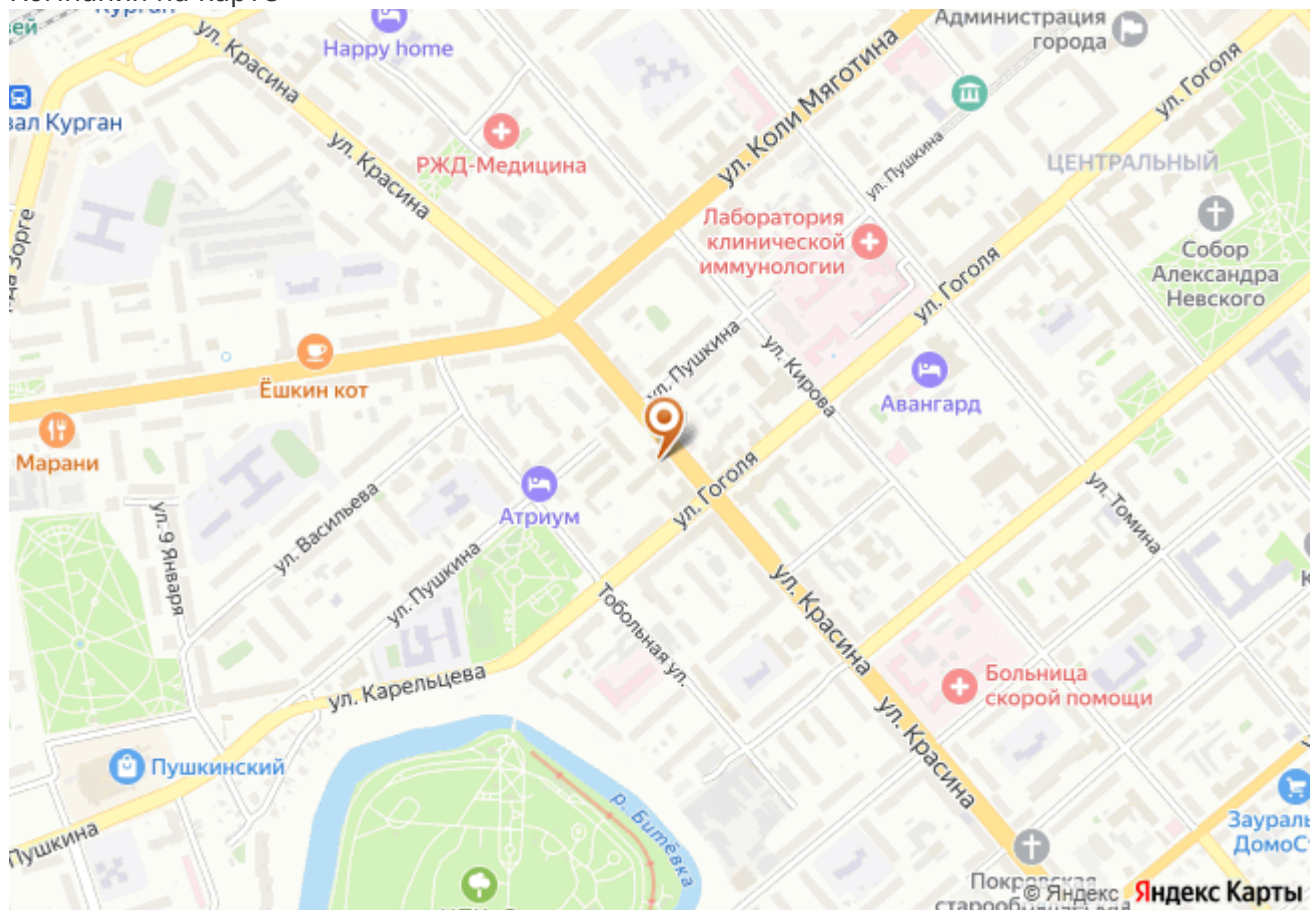 Курган
ул. Красина
Happy home
ул. Коли Мяготина
Администрация
города
ул. Гоголя
вал Курган
ул. Красина
РЖД-Медицина
ул. Пушкина
ЦЕНТРАЛЬНЫЙ
Лаборатория
клинической
иммунологии
Собор
Александра
Невского
Зорге
ул. Гоголя
ул. Пушкина
ул. Кирова
Ёшкин кот
Авангард
Марани
ул. Гоголя
Атриум
ул. Васильева
ул. 9 Января
ул. Пушкина
ул. Томина
Тобольная ул.
ул. Красина
ул. Карельцева
Больница
скорой помощи
ул. Красина
Пушкинский
р. Битёвка
Пушкина
Заураль
ДомоСт
Покровская
© Яндекс Яндекс Карты